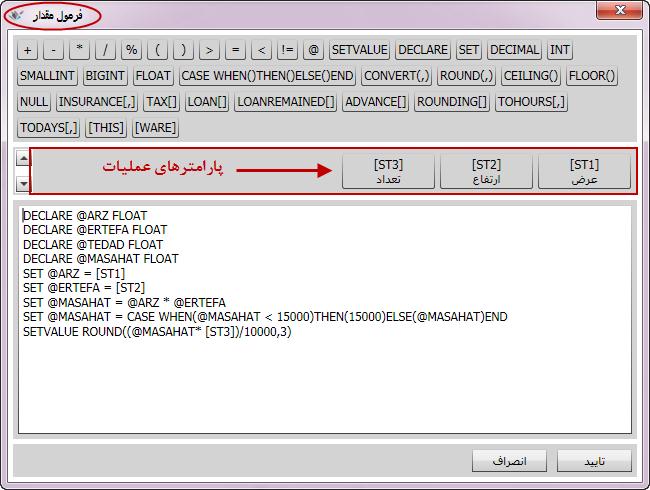 فرمول مقدار
+ - * / % ( ) > = < != @ SETVALUE DECLARE SET DECIMAL INT
SMALLINT BIGINT FLOAT CASE WHEN()THEN()ELSE()END CONVERT(,) ROUND(,) CEILING() FLOOR()
NULL INSURANCE[,] TAX[] LOAN[] LOANREMAINED[] ADVANCE[] ROUNDING[] TOHOURS[,]
TODAYS[,] [THIS] [WARE]
پارامترهای عملیات
[ST3] [ST2] [ST1]
تعداد ارتفاع عرض
DECLARE @ARZ FLOAT
DECLARE @ERTEFA FLOAT
DECLARE @TEDAD FLOAT
DECLARE @MASAHAT FLOAT
SET @ARZ = [ST1]
SET @ERTEFA = [ST2]
SET @MASAHAT = @ARZ * @ERTEFA
SET @MASAHAT = CASE WHEN(@MASAHAT < 15000)THEN(15000)ELSE(@MASAHAT)END
SETVALUE ROUND((@MASAHAT* [ST3])/10000,3)
تایید
انصراف